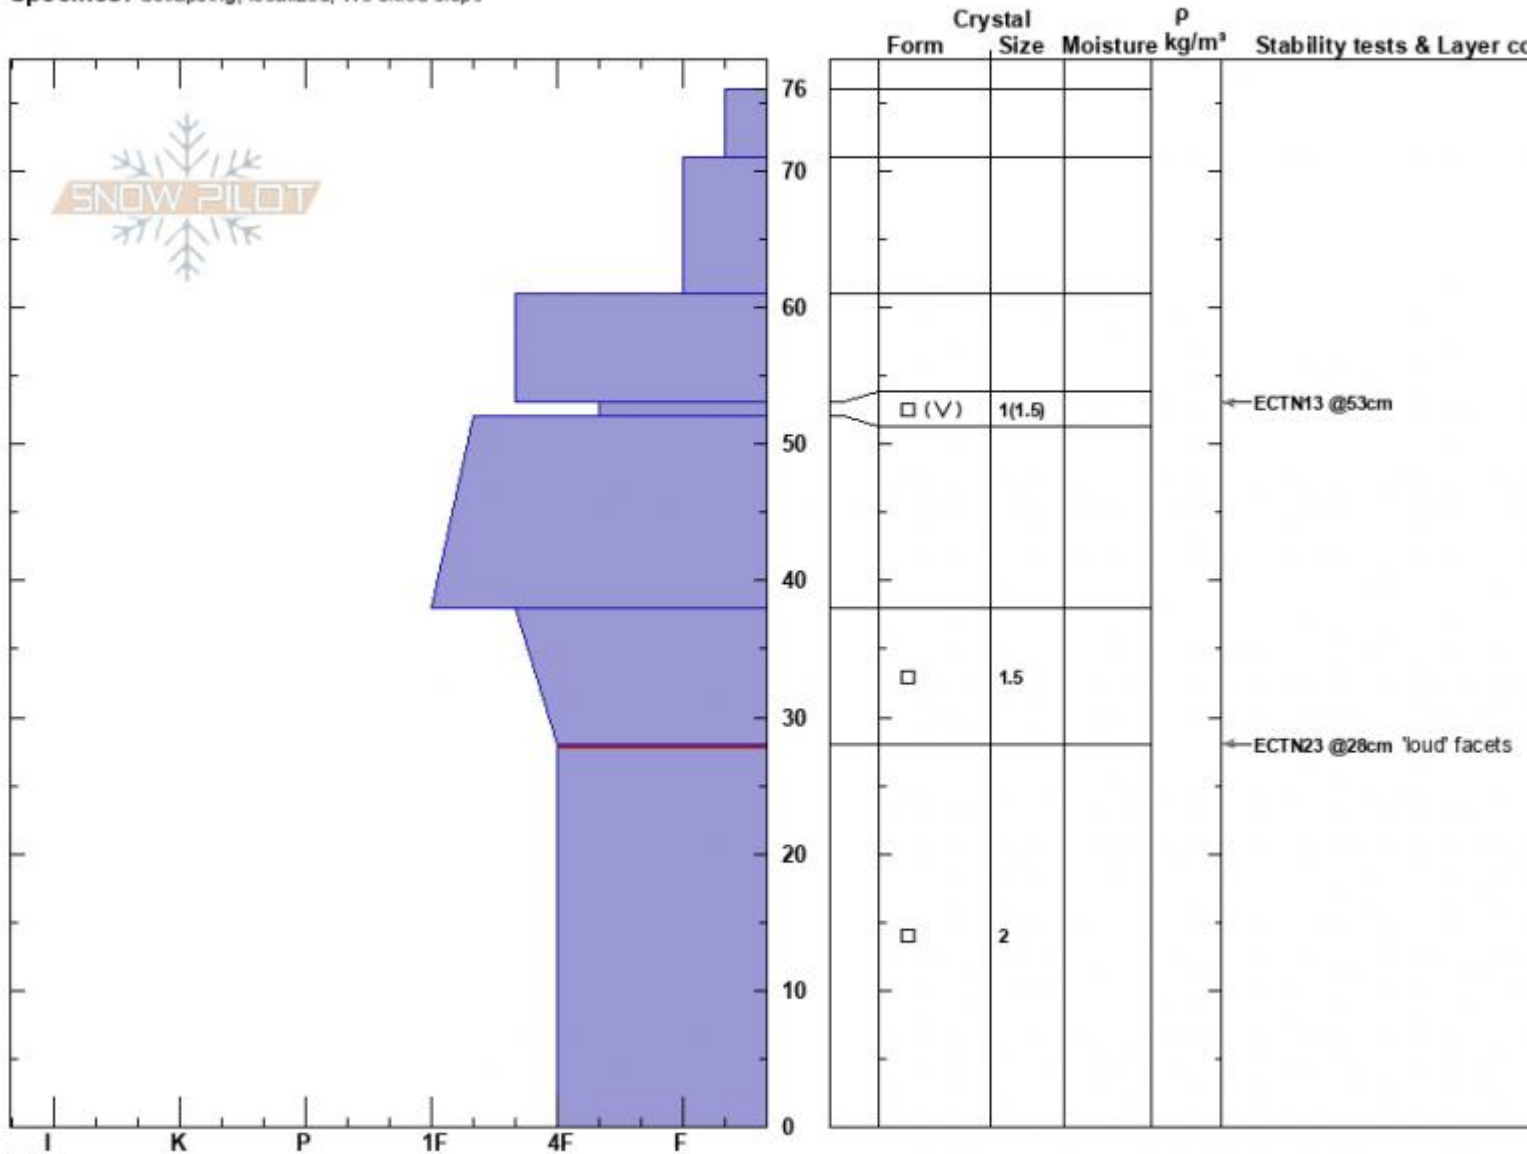 Crystal ρ
Form Size Moisture kg/m³ Stability tests & Layer co
SNOW PILOT
76
70
60
□ (V) 1(1.5) ECTN13 @53cm
50
40
□ 1.5
30
ECTN23 @28cm 'loud' facets
20
□ 2
10
0
I K P 1F 4F F